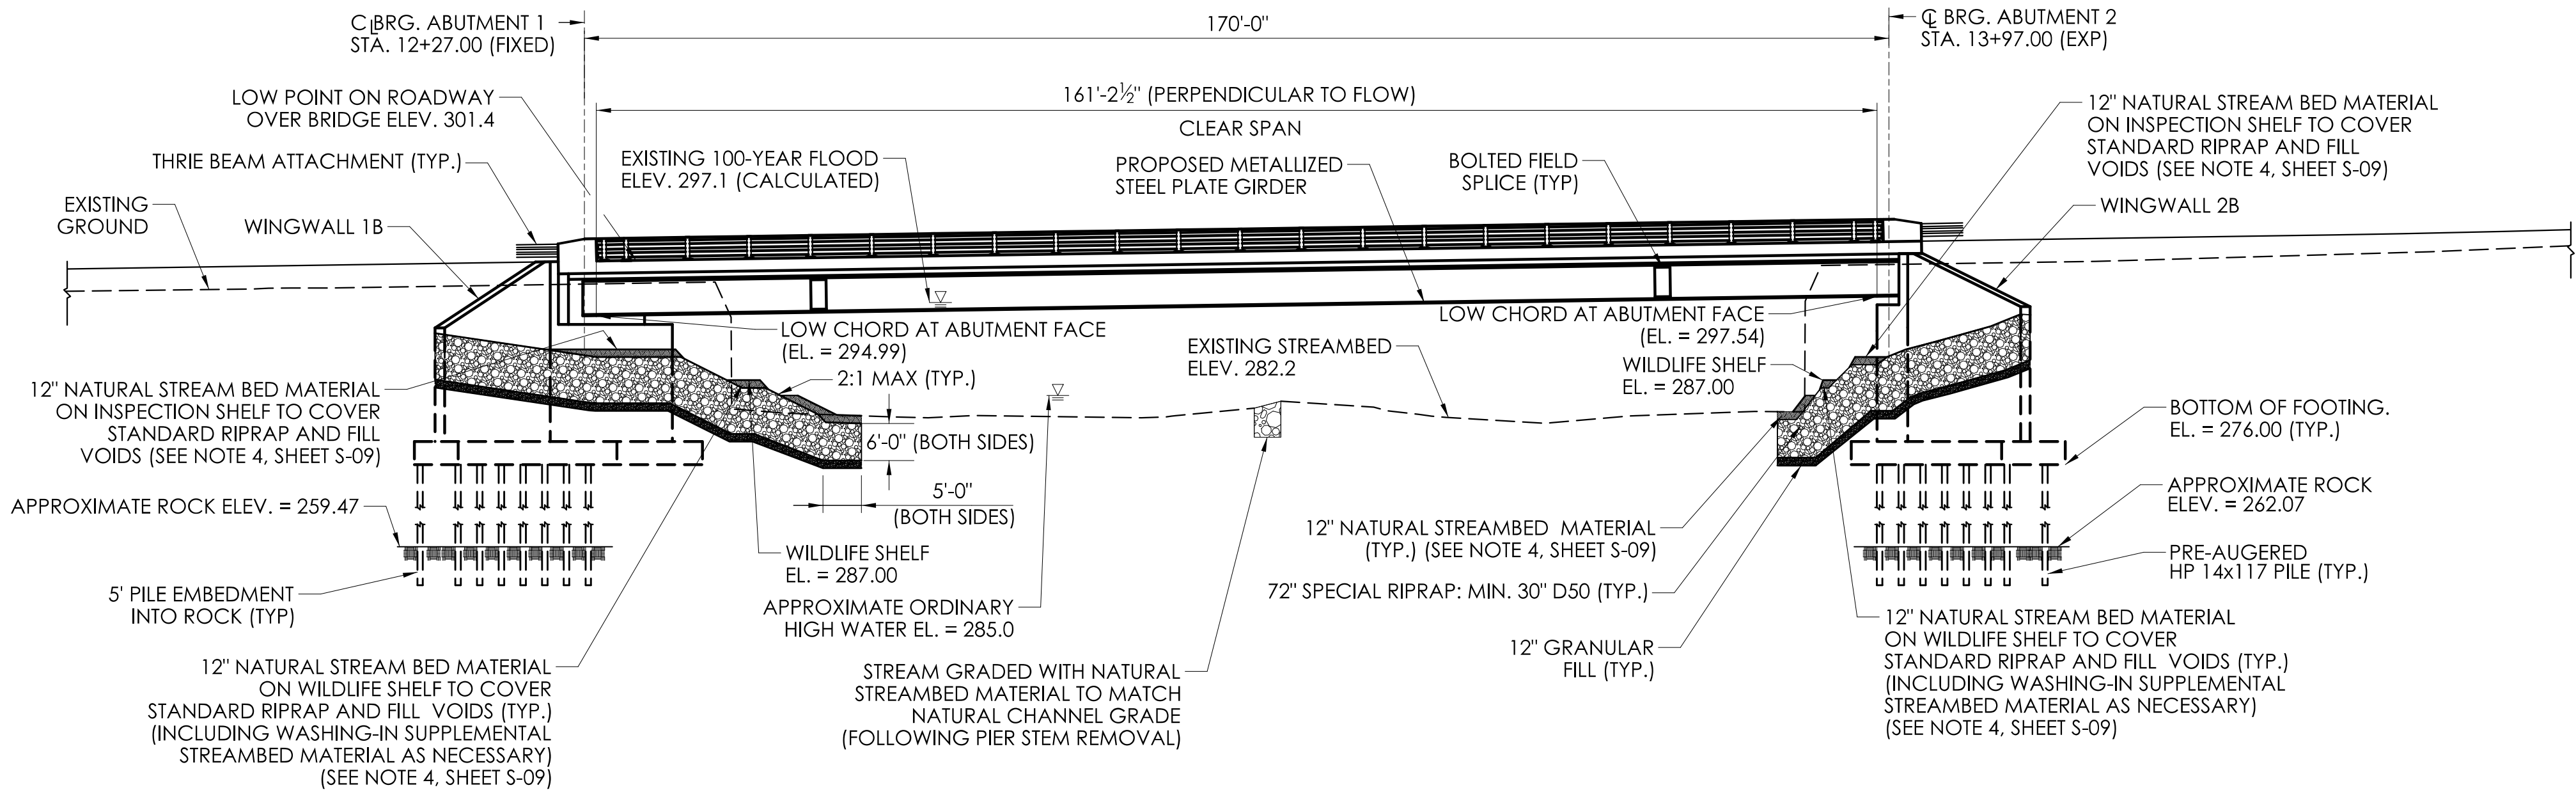 ℄ BRG. ABUTMENT 1
STA. 12+27.00 (FIXED)
170'-0"
℄ BRG. ABUTMENT 2
STA. 13+97.00 (EXP)
LOW POINT ON ROADWAY
OVER BRIDGE ELEV. 301.4
161'-2½" (PERPENDICULAR TO FLOW)
CLEAR SPAN
12" NATURAL STREAM BED MATERIAL
ON INSPECTION SHELF TO COVER
STANDARD RIPRAP AND FILL
VOIDS (SEE NOTE 4, SHEET S-09)
THRIE BEAM ATTACHMENT (TYP.)
EXISTING 100-YEAR FLOOD
ELEV. 297.1 (CALCULATED)
PROPOSED METALLIZED
STEEL PLATE GIRDER
BOLTED FIELD
SPLICE (TYP)
EXISTING
GROUND
WINGWALL 1B
WINGWALL 2B
LOW CHORD AT ABUTMENT FACE
(EL. = 294.99)
LOW CHORD AT ABUTMENT FACE
(EL. = 297.54)
EXISTING STREAMBED
ELEV. 282.2
WILDLIFE SHELF
EL. = 287.00
2:1 MAX (TYP.)
12" NATURAL STREAM BED MATERIAL
ON INSPECTION SHELF TO COVER
STANDARD RIPRAP AND FILL
VOIDS (SEE NOTE 4, SHEET S-09)
6'-0" (BOTH SIDES)
BOTTOM OF FOOTING.
EL. = 276.00 (TYP.)
5'-0"
(BOTH SIDES)
APPROXIMATE ROCK ELEV. = 259.47
APPROXIMATE ROCK
ELEV. = 262.07
12" NATURAL STREAMBED MATERIAL
(TYP.) (SEE NOTE 4, SHEET S-09)
WILDLIFE SHELF
EL. = 287.00
PRE-AUGERED
HP 14x117 PILE (TYP.)
5' PILE EMBEDMENT
INTO ROCK (TYP)
72" SPECIAL RIPRAP: MIN. 30" D50 (TYP.)
APPROXIMATE ORDINARY
HIGH WATER EL. = 285.0
12" GRANULAR
FILL (TYP.)
12" NATURAL STREAM BED MATERIAL
ON WILDLIFE SHELF TO COVER
STANDARD RIPRAP AND FILL VOIDS (TYP.)
(INCLUDING WASHING-IN SUPPLEMENTAL
STREAMBED MATERIAL AS NECESSARY)
(SEE NOTE 4, SHEET S-09)
12" NATURAL STREAM BED MATERIAL
ON WILDLIFE SHELF TO COVER
STANDARD RIPRAP AND FILL VOIDS (TYP.)
(INCLUDING WASHING-IN SUPPLEMENTAL
STREAMBED MATERIAL AS NECESSARY)
(SEE NOTE 4, SHEET S-09)
STREAM GRADED WITH NATURAL
STREAMBED MATERIAL TO MATCH
NATURAL CHANNEL GRADE
(FOLLOWING PIER STEM REMOVAL)